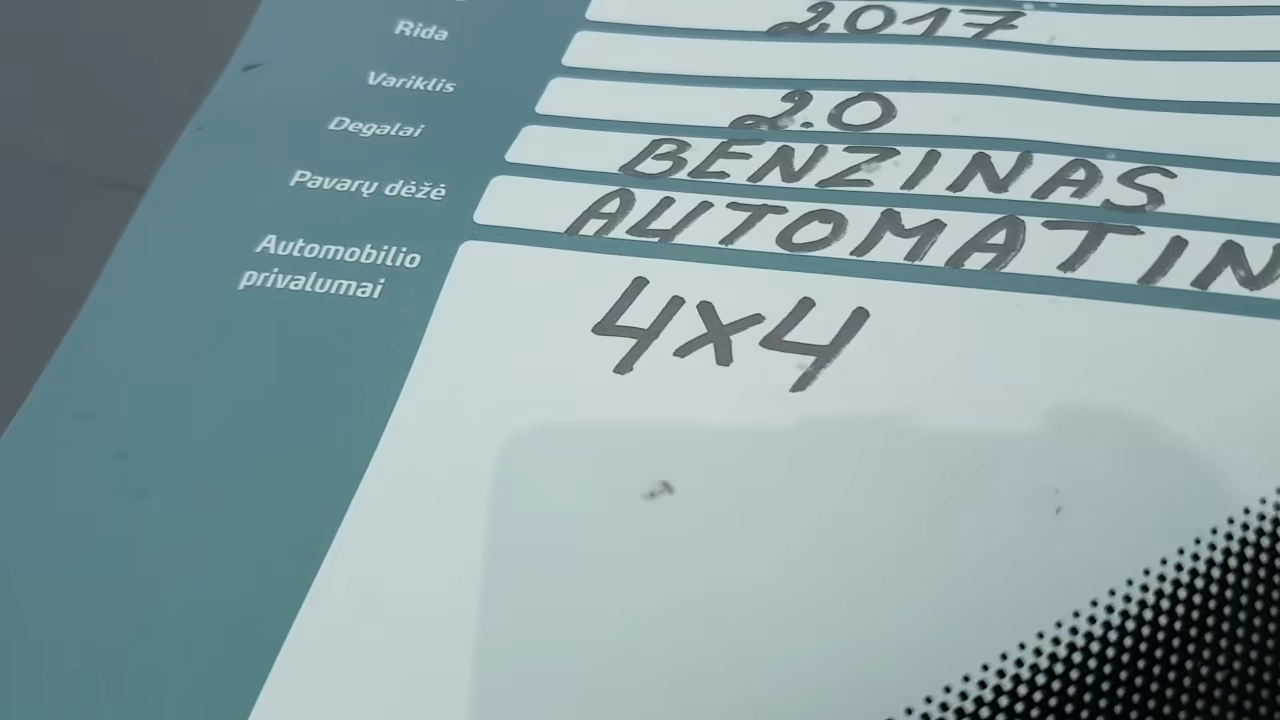 2017
Rida
Variklis 2.0
Degalai BENZINAS
Pavarų dėžė AUTOMATIN
Automobilio
privalumai
4x4